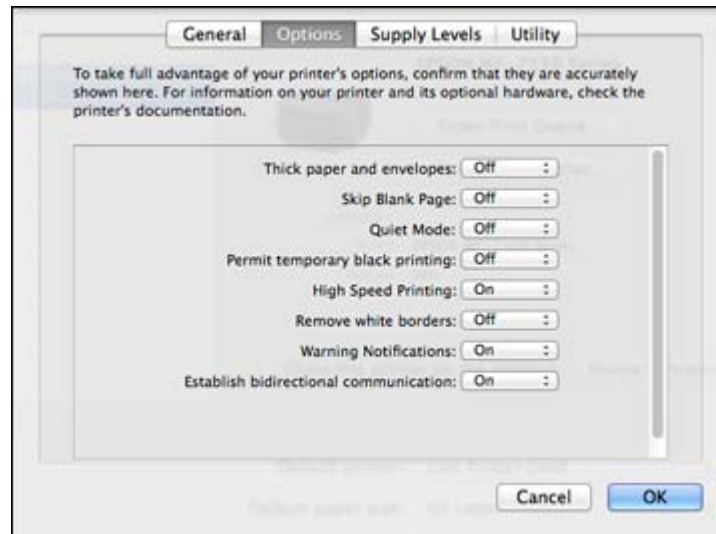 General Options Supply Levels Utility
To take full advantage of your printer's options, confirm that they are accurately
shown here. For information on your printer and its optional hardware, check the
printer's documentation.
Thick paper and envelopes: Off
Skip Blank Page: Off
Quiet Mode: Off
Permit temporary black printing: Off
High Speed Printing: On
Remove white borders: Off
Warning Notifications: On
Establish bidirectional communication: On
Cancel OK